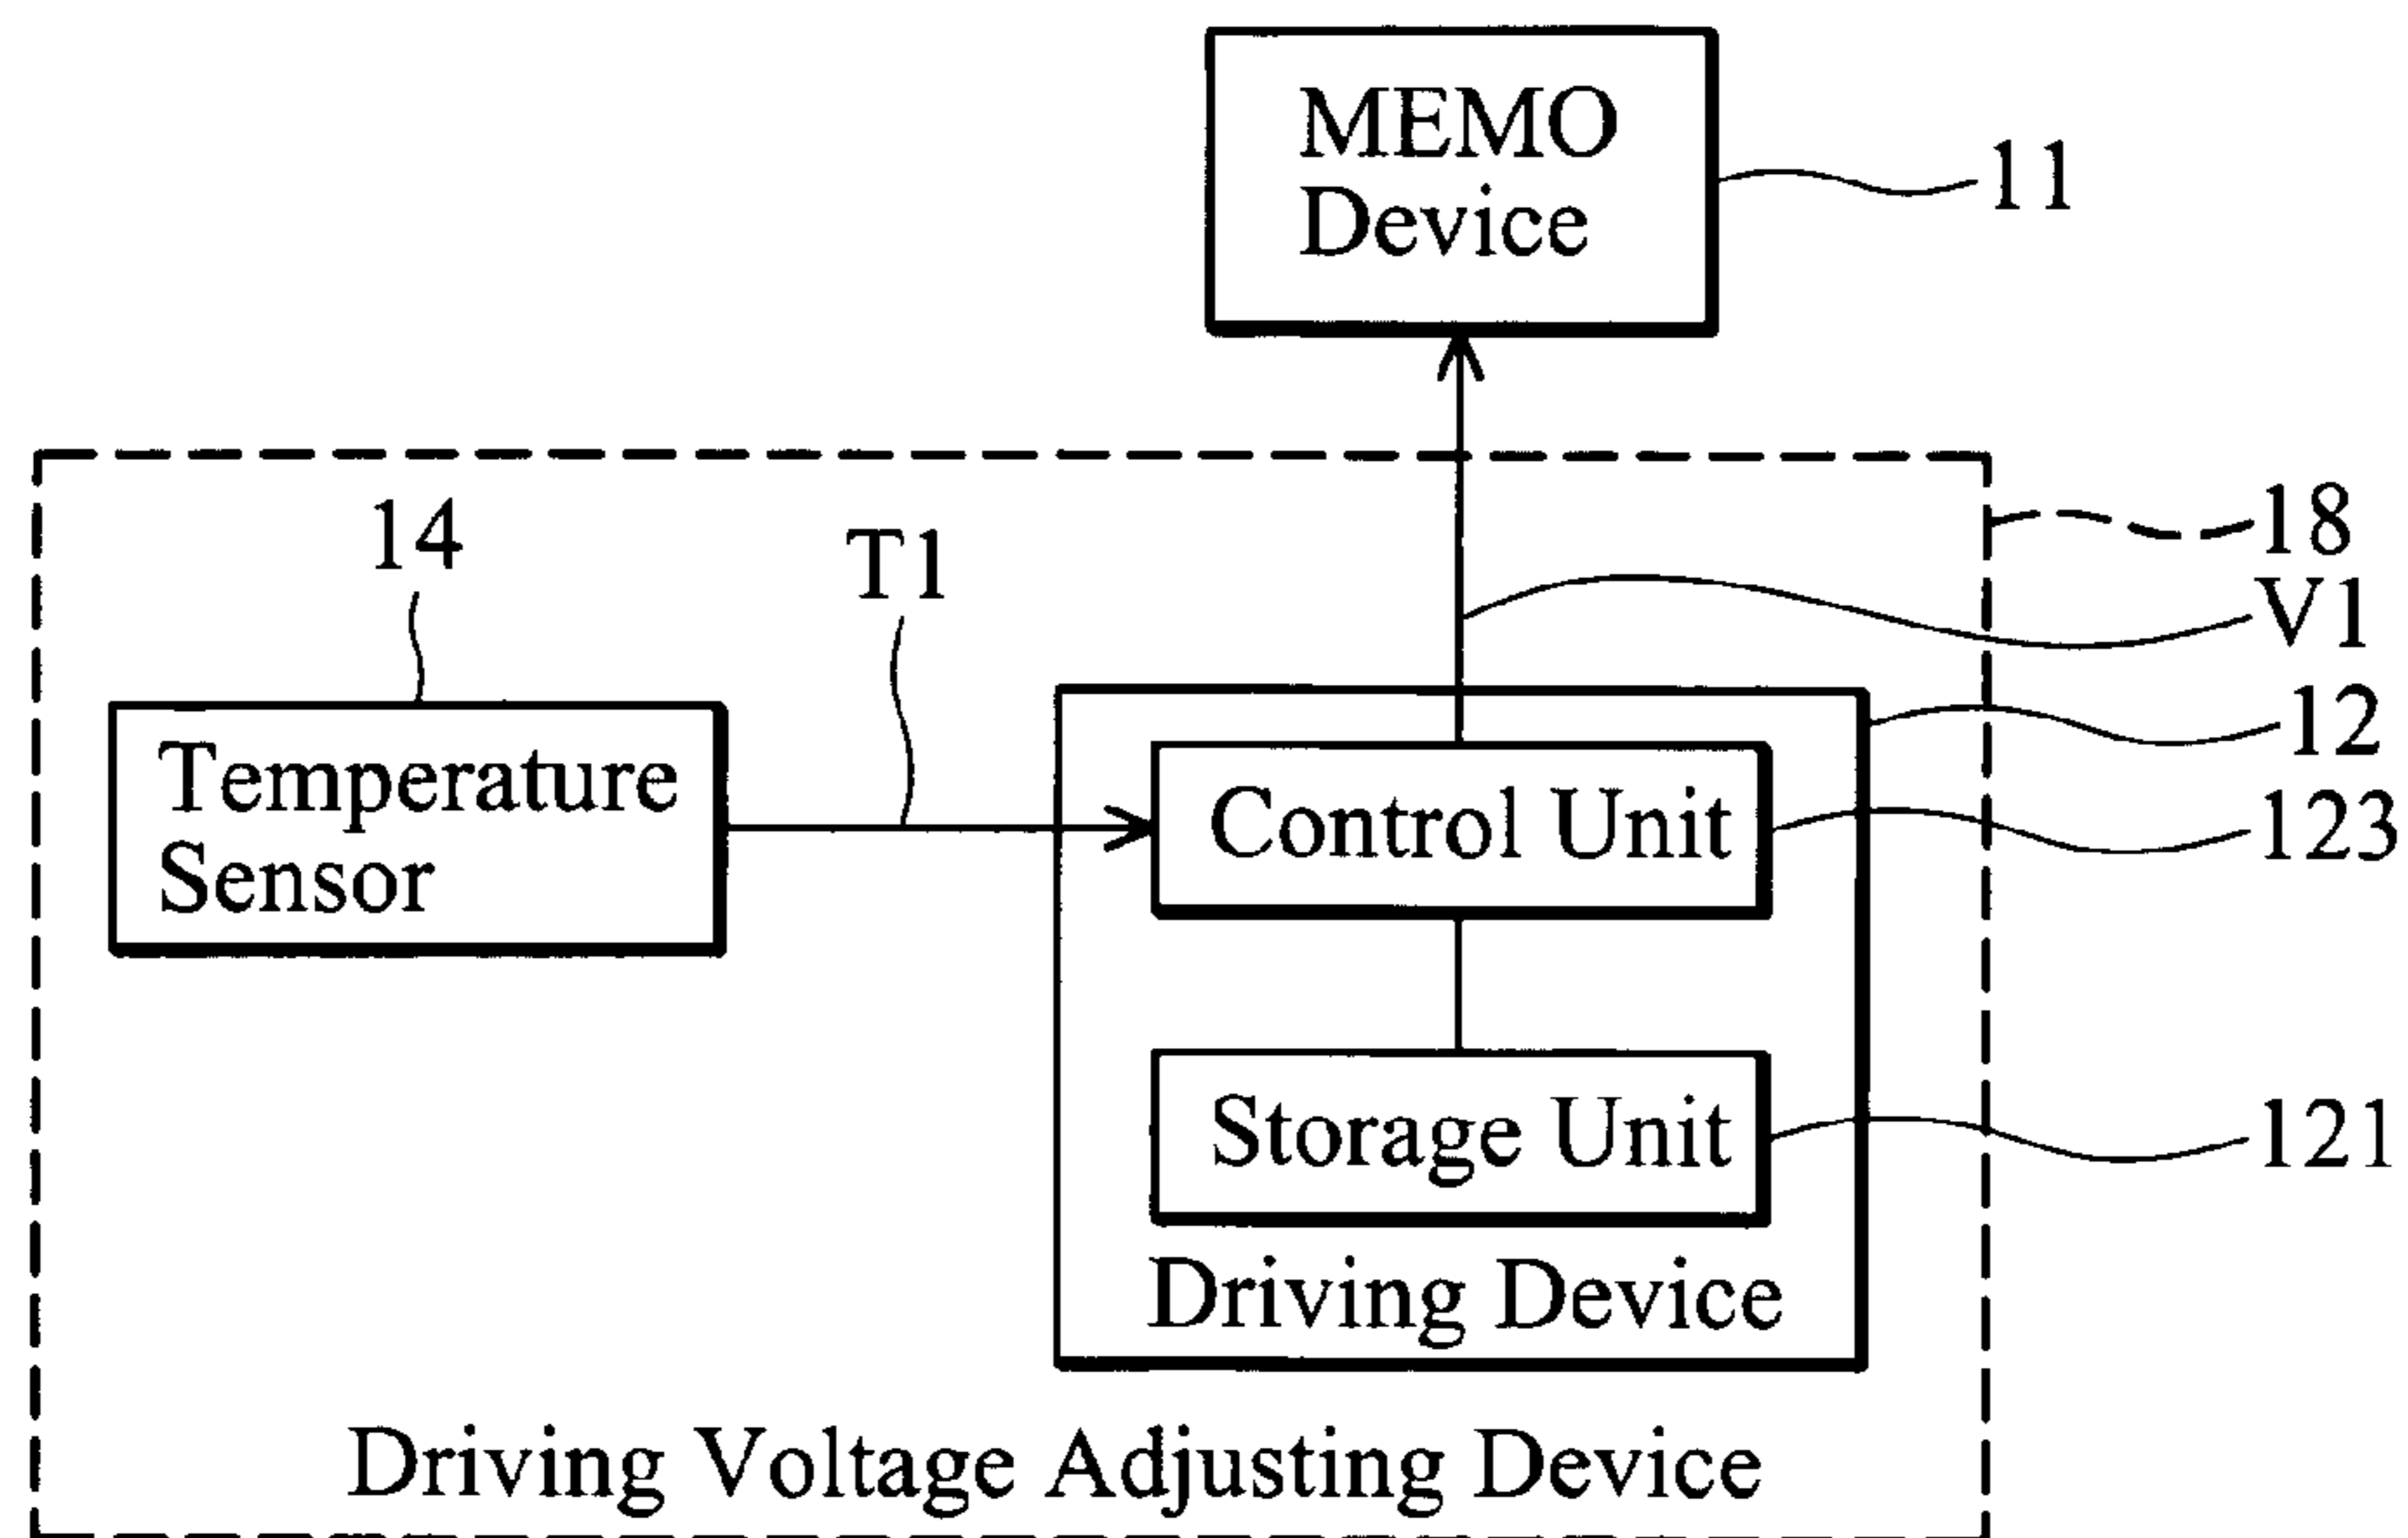 MEMO
Device
11
14
T1
18
V1
12
Temperature
Sensor
Control Unit
123
Storage Unit
121
Driving Device
Driving Voltage Adjusting Device